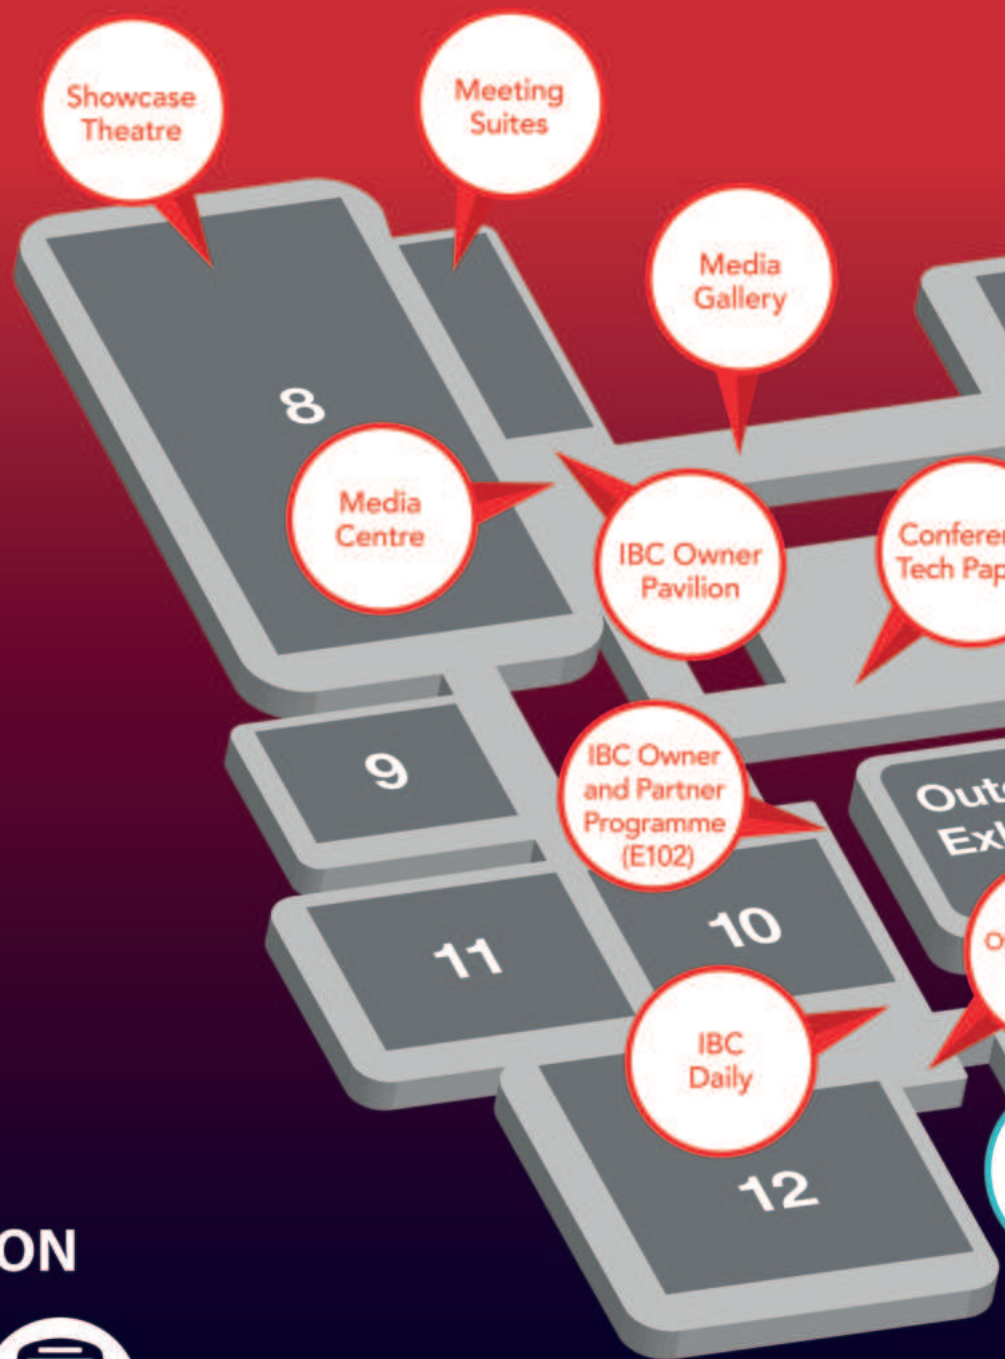 Showcase
Theatre
Meeting
Suites
Media
Gallery
8
Media
Centre
IBC Owner
Pavilion
Tech
9
IBC Owner
and Partner
Programme
(E102)
10
11
IBC
Daily
12
ON